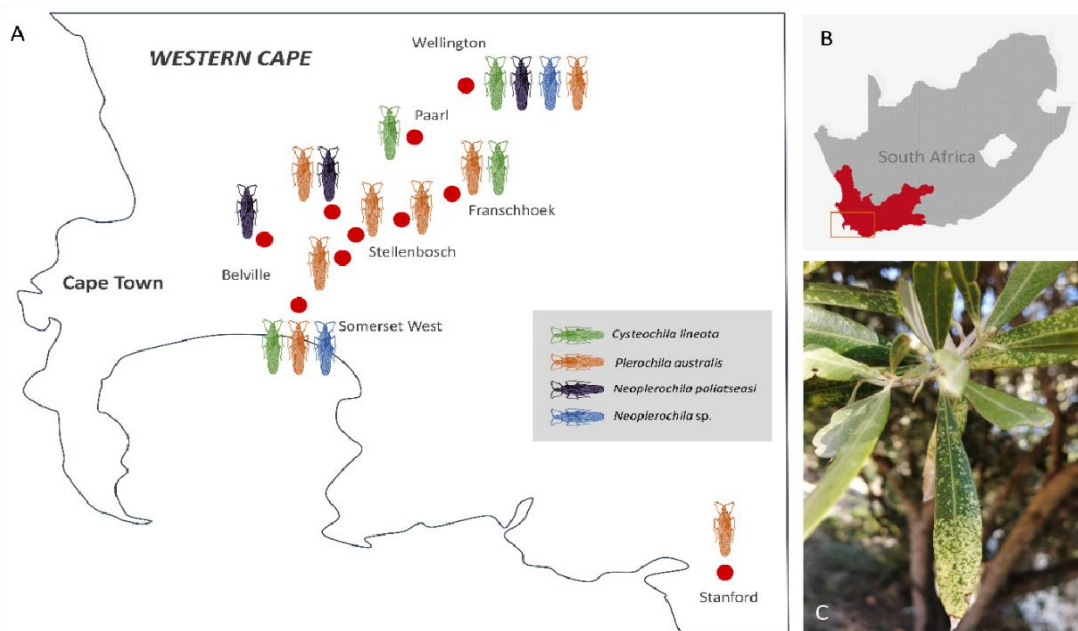 A
WESTERN CAPE
Wellington
Paarl
Franschhoek
Stellenbosch
Belville
Cape Town
Somerset West
Cysteochila lineata
Plerochila australis
Neoplerochila paliatseasi
Neoplerochila sp.
Stanford
B
South Africa
C